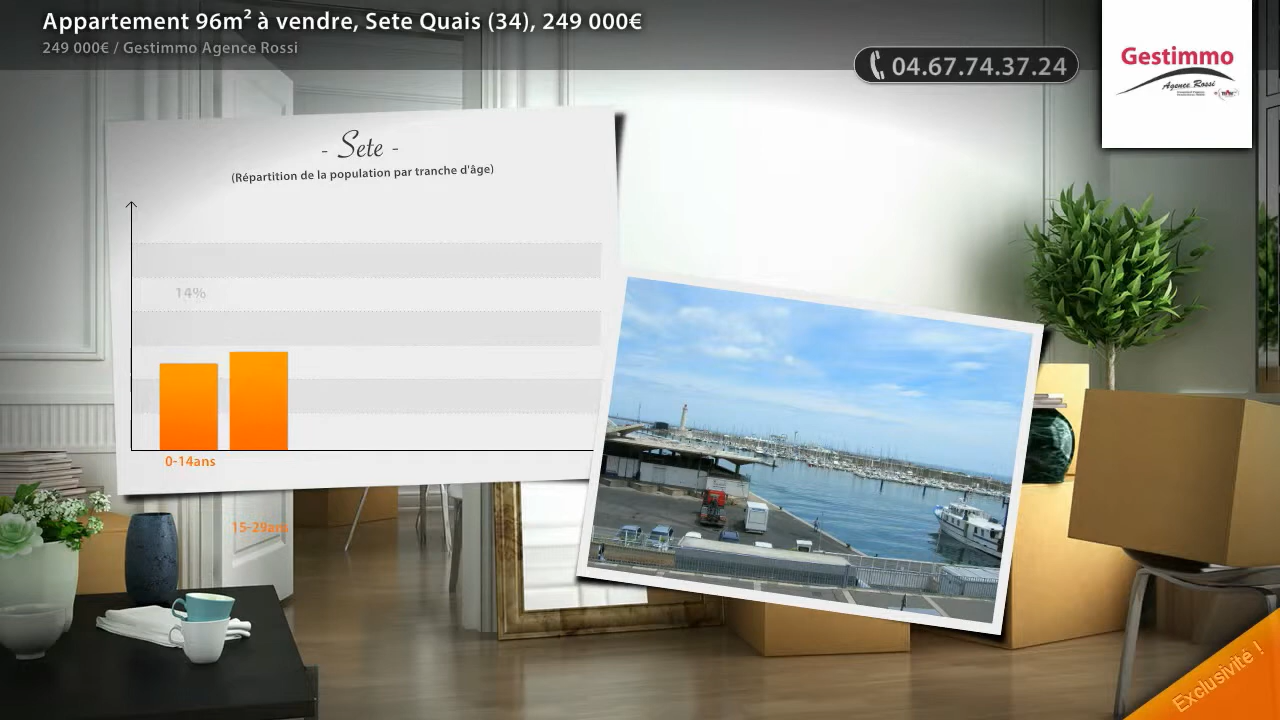 Appartement 96m² à vendre, Sete Quais (34), 249 000€
249 000€ / Gestimmo Agence Rossi
04.67.74.37.24
Gestimmo
Agence Rossi
- Sete -
(Répartition de la population par tranche d'âge)
14%
0-14ans
15-29ans
Exclusivité !